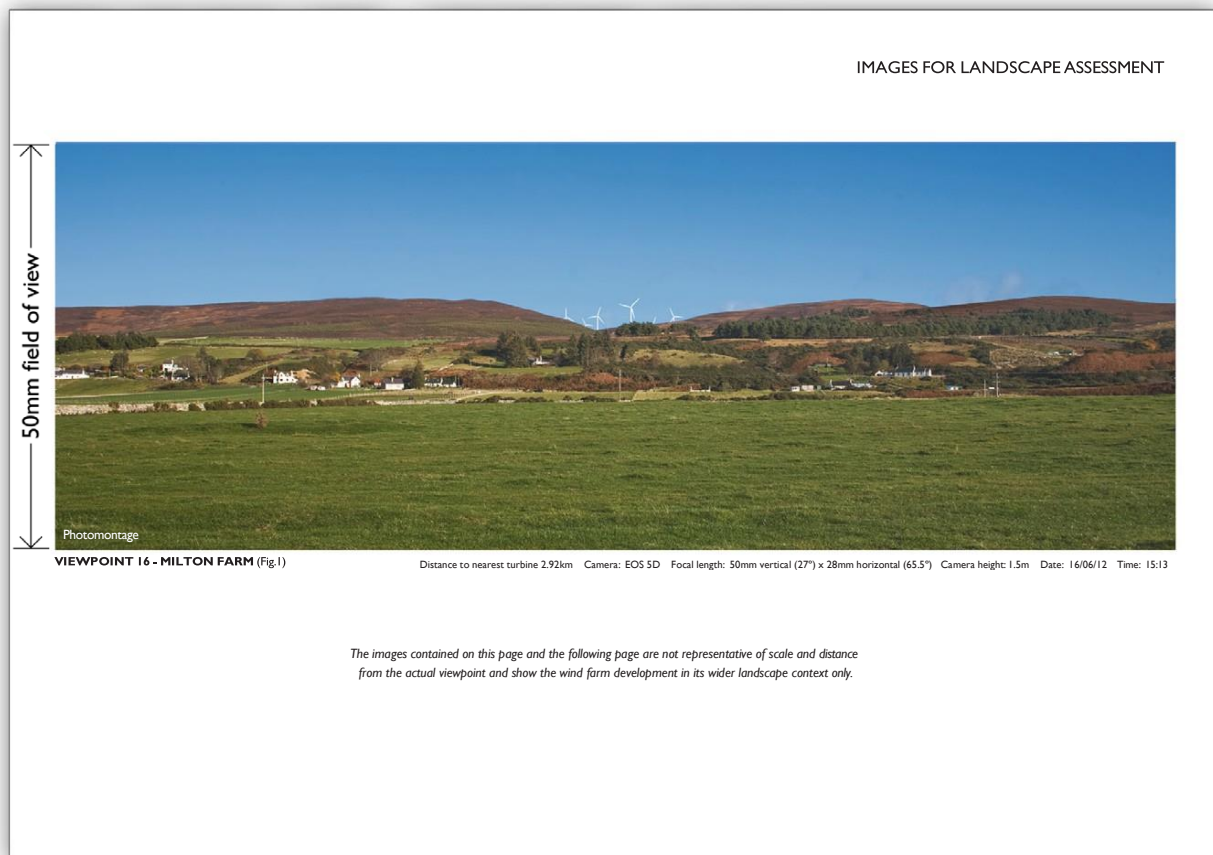 IMAGES FOR LANDSCAPE ASSESSMENT
50mm field of view
Photomontage
VIEWPOINT 16 - MILTON FARM (Fig.1)
Distance to nearest turbine 2.92km Camera: EOS 5D Focal length: 50mm vertical (27º) x 28mm horizontal (65.5º) Camera height: 1.5m Date: 16/06/12 Time: 15:13
The images contained on this page and the following page are not representative of scale and distance
from the actual viewpoint and show the wind farm development in its wider landscape context only.